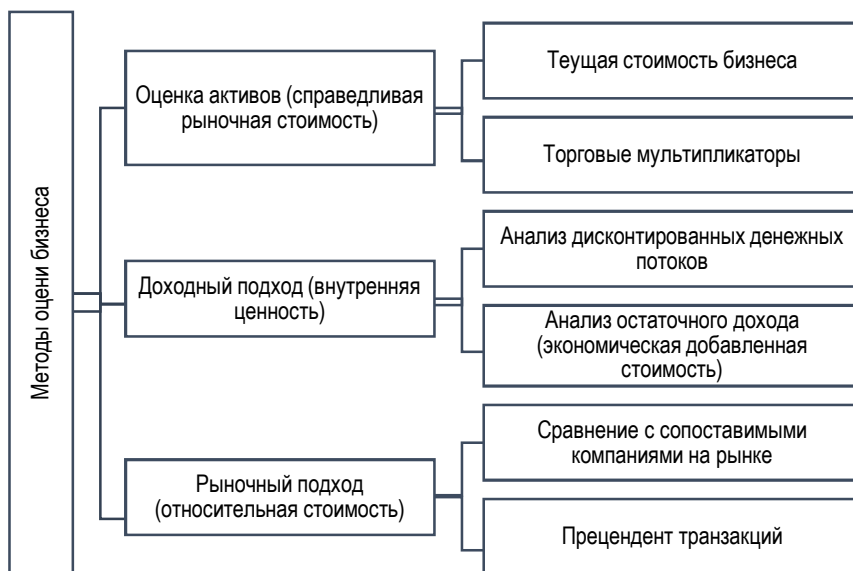 Методы оцени бизнеса
Оценка активов (справедливая
рыночная стоимость)
Теущая стоимость бизнеса
Торговые мультипликаторы
Доходный подход (внутренняя
ценность)
Анализ дисконтированных денежных
потоков
Анализ остаточного дохода
(экономическая добавленная
стоимость)
Рыночный подход
(относительная стоимость)
Сравнение с сопоставимыми
компаниями на рынке
Прецендент транзакций